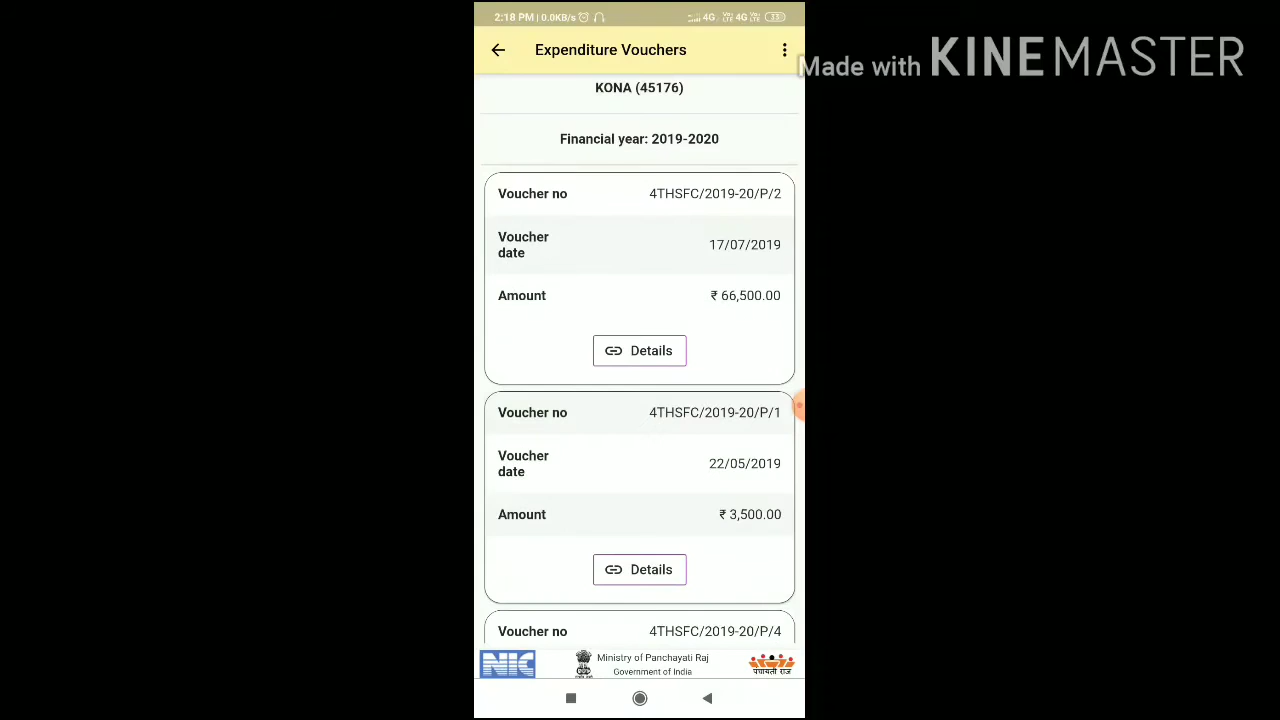 2:18 PM | 0.0KB/s 4G 4G 33
Expenditure Vouchers
Made with KINEMASTER
KONA (45176)
Financial year: 2019-2020
Voucher no 4THSFC/2019-20/P/2
Voucher date 17/07/2019
Amount ₹ 66,500.00
Details
Voucher no 4THSFC/2019-20/P/1
Voucher date 22/05/2019
Amount ₹ 3,500.00
Details
Voucher no 4THSFC/2019-20/P/4
NIC Ministry of Panchayati Raj
Government of India
पंचायती राज